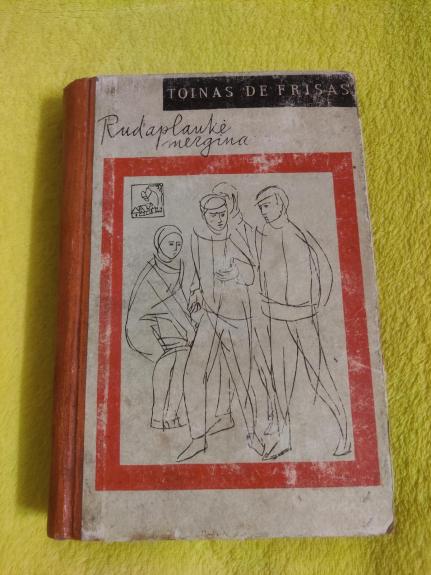 TOINAS DE FRISAS
Rudaplaukė
mergina